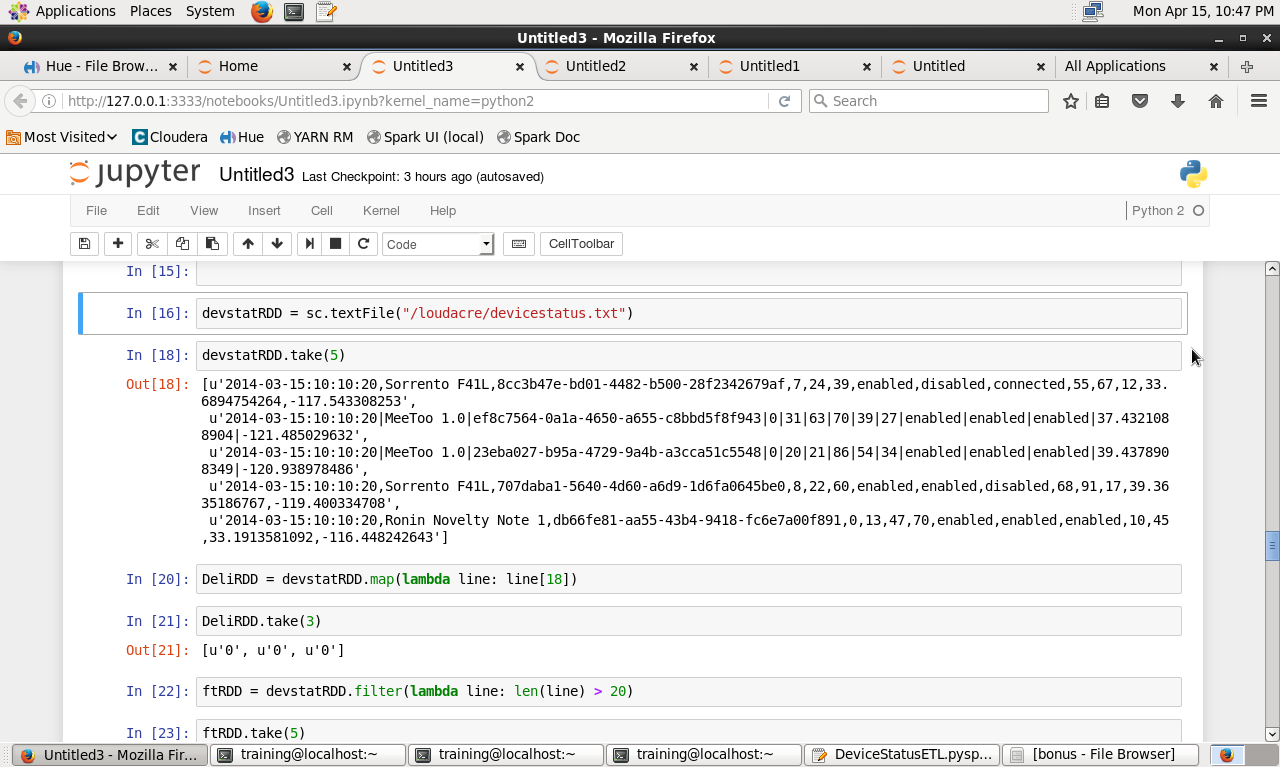 Applications Places System Mon Apr 15, 10:47 PM
Untitled3 - Mozilla Firefox
Hue - File Brow... Home Untitled3 Untitled2 Untitled1 Untitled All Applications
http://127.0.0.1:3333/notebooks/Untitled3.ipynb?kernel_name=python2 Search
Most Visited Cloudera Hue YARN RM Spark UI (local) Spark Doc
jupyter Untitled3 Last Checkpoint: 3 hours ago (autosaved)
File Edit View Insert Cell Kernel Help Python 2
Code CellToolbar
In [15]:
In [16]: devstatRDD = sc.textFile("/loudacre/devicestatus.txt")
In [18]: devstatRDD.take(5)
Out[18]: [u'2014-03-15:10:10:20,Sorrento F41L,8cc3b47e-bd01-4482-b500-28f2342679af,7,24,39,enabled,disabled,connected,55,67,12,33.
6894754264,-117.543308253',
u'2014-03-15:10:10:20|MeeToo 1.0|ef8c7564-0a1a-4650-a655-c8bbd5f8f943|0|31|63|70|39|27|enabled|enabled|enabled|37.432108
8904|-121.485029632',
u'2014-03-15:10:10:20|MeeToo 1.0|23eba027-b95a-4729-9a4b-a3cca51c5548|0|20|21|86|54|34|enabled|enabled|enabled|39.437890
8349|-120.938978486',
u'2014-03-15:10:10:20,Sorrento F41L,707daba1-5640-4d60-a6d9-1d6fa0645be0,8,22,60,enabled,enabled,disabled,68,91,17,39.36
35186767,-119.400334708',
u'2014-03-15:10:10:20,Ronin Novelty Note 1,db66fe81-aa55-43b4-9418-fc6e7a00f891,0,13,47,70,enabled,enabled,enabled,10,45
,33.1913581092,-116.448242643']
In [20]: DeliRDD = devstatRDD.map(lambda line: line[18])
In [21]: DeliRDD.take(3)
Out[21]: [u'0', u'0', u'0']
In [22]: ftRDD = devstatRDD.filter(lambda line: len(line) > 20)
In [23]: ftRDD.take(5)
Untitled3 - Mozilla Fir... training@localhost:~ training@localhost:~ training@localhost:~ DeviceStatusETL.pysp... [bonus - File Browser]